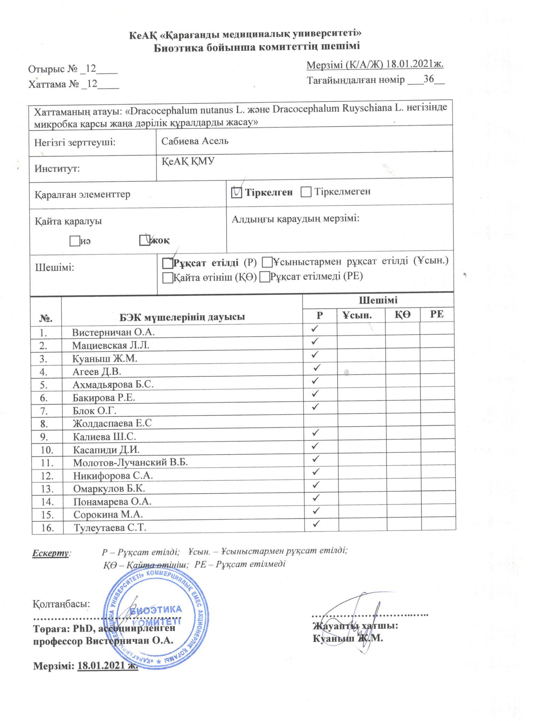 КеАҚ «Қарағанды медициналық университеті»
Биоэтика бойынша комитеттің шешімі
Отырыс № _12____
Хаттама № _12____
Мерзімі (К/А/Ж) 18.01.2021ж.
Тағайындалған номір ___36__
Хаттаманың атауы: «Dracocephalum nutanus L. және Dracocephalum Ruyschiana L. негізінде
микробқа қарсы жаңа дәрілік құралдарды жасау»
Негізгі зерттеуші: Сабиева Асель
Институт: ҚеАҚ ҚМУ
Қаралған элементтер Тіркелген Тіркелмеген
Қайта қаралуы Алдыңғы қараудың мерзімі:
иә жоқ
Шешімі: Рұқсат етілді (Р) Ұсыныстармен рұқсат етілді (Ұсын.)
Қайта өтініш (ҚӨ) Рұқсат етілмеді (РЕ)
Шешімі
№. БЭК мүшелерінің дауысы Р Ұсын. ҚӨ РЕ
1. Вистерничан О.А. ✓
2. Мациевская Л.Л. ✓
3. Куаныш Ж.М. ✓
4. Агеев Д.В. ✓
5. Ахмадьярова Б.С. ✓
6. Бакирова Р.Е. ✓
7. Блок О.Г. ✓
8. Жолдаспаева Е.С
9. Калиева Ш.С. ✓
10. Касапиди Д.И. ✓
11. Молотов-Лучанский В.Б. ✓
12. Никифорова С.А. ✓
13. Омаркулов Б.К. ✓
14. Понамарева О.А. ✓
15. Сорокина М.А. ✓
16. Тулеутаева С.Т. ✓
Ескерту: Р – Рұқсат етілді; Ұсын. – Ұсыныстармен рұқсат етілді;
ҚӨ – Қайта өтініш; РЕ – Рұқсат етілмеді
Қолтаңбасы:
БИОЭТИКА
КОМИТЕТІ
Төраға: PhD, ассоциирленген
профессор Вистерничан О.А.
Жауапты хатшы:
Куаныш Ж.М.
Мерзімі: 18.01.2021 ж.